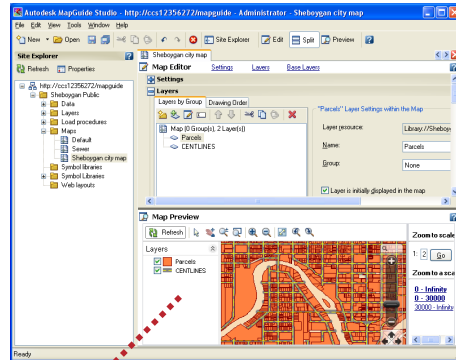 Autodesk MapGuide Studio - http://ccs12356272/mapguide - Administrator - Sheboygan city map
File Edit View Tools Window Help
New Open Site Explorer Edit Split Preview
Site Explorer
Refresh Properties
http://ccs12356272/mapguide
Sheboygan Public
Data
Layers
Load procedures
Maps
Default
Sewer
Sheboygan city map
Symbol libraries
Symbol Libraries
Web layouts
Sheboygan city map
Map Editor Settings Layers Base Layers
Settings
Layers
Layers by Group Drawing Order
Map (0 Group(s), 2 Layer(s))
Parcels
CENTLINES
"Parcels" Layer Settings within the Map
Layer resource: Library://Sheboy
Name: Parcels
Group: None
Layer is initially displayed in the map
Map Preview
Refresh
Layers
Parcels
CENTLINES
Zoom to scale
1: 2 Go
Zoom to a sca
0 - Infinity
0 - 30000
30000 - Infinity
Ready